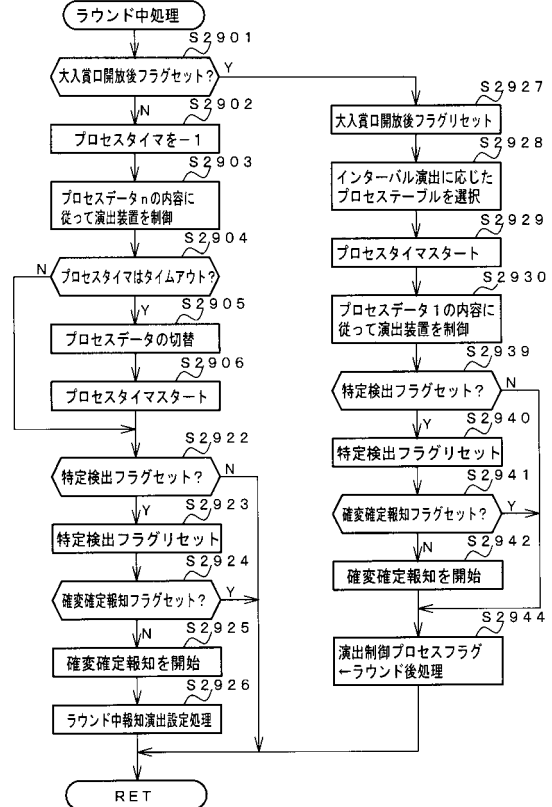 ラウンド中処理
S2901
大入賞口開放後フラグセット？
Y
N
S2902
プロセスタイマを－1
S2903
プロセスデータnの内容に
従って演出装置を制御
S2904
N
プロセスタイマはタイムアウト？
Y
S2905
プロセスデータの切替
S2906
プロセスタイマスタート
S2922
特定検出フラグセット？
N
Y
S2923
特定検出フラグリセット
S2924
確変確定報知フラグセット？
Y
N
S2925
確変確定報知を開始
S2926
ラウンド中報知演出設定処理
RET
S2927
大入賞口開放後フラグリセット
S2928
インターバル演出に応じた
プロセステーブルを選択
S2929
プロセスタイマスタート
S2930
プロセスデータ1の内容に
従って演出装置を制御
S2939
特定検出フラグセット？
N
Y
S2940
特定検出フラグリセット
S2941
確変確定報知フラグセット？
Y
N
S2942
確変確定報知を開始
S2944
演出制御プロセスフラグ
←ラウンド後処理